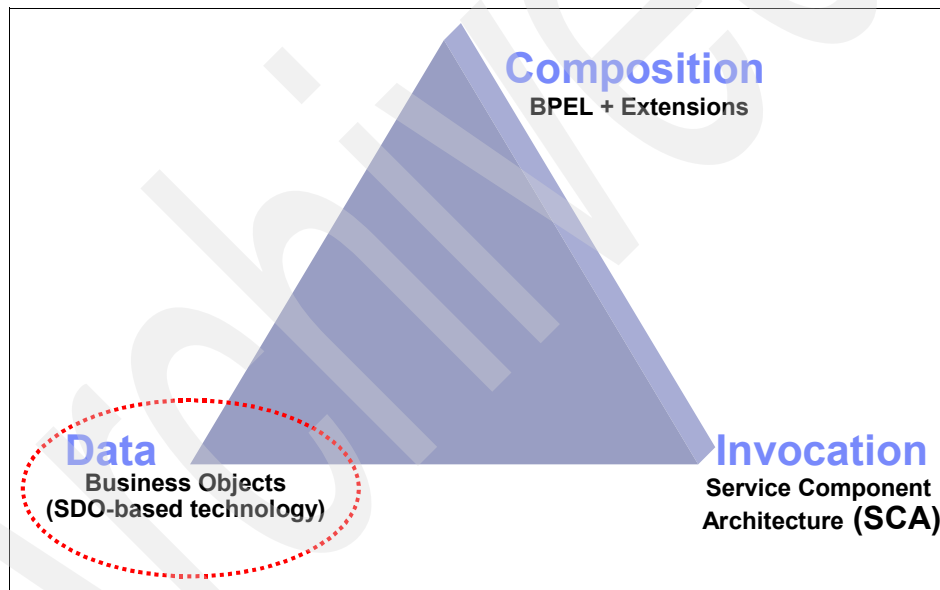 Composition
BPEL + Extensions
Data
Business Objects
(SDO-based technology)
Invocation
Service Component
Architecture (SCA)